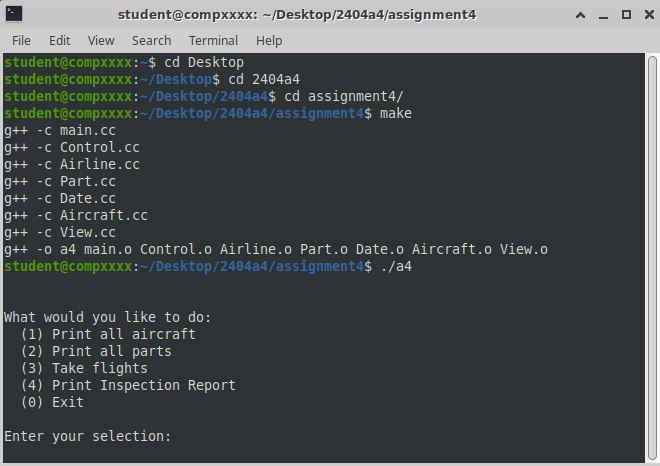 student@compxxxx: ~/Desktop/2404a4/assignment4
File Edit View Search Terminal Help
student@compxxxx:~$ cd Desktop
student@compxxxx:~/Desktop$ cd 2404a4
student@compxxxx:~/Desktop/2404a4$ cd assignment4/
student@compxxxx:~/Desktop/2404a4/assignment4$ make
g++ -c main.cc
g++ -c Control.cc
g++ -c Airline.cc
g++ -c Part.cc
g++ -c Date.cc
g++ -c Aircraft.cc
g++ -c View.cc
g++ -o a4 main.o Control.o Airline.o Part.o Date.o Aircraft.o View.o
student@compxxxx:~/Desktop/2404a4/assignment4$ ./a4
What would you like to do:
(1) Print all aircraft
(2) Print all parts
(3) Take flights
(4) Print Inspection Report
(0) Exit
Enter your selection: